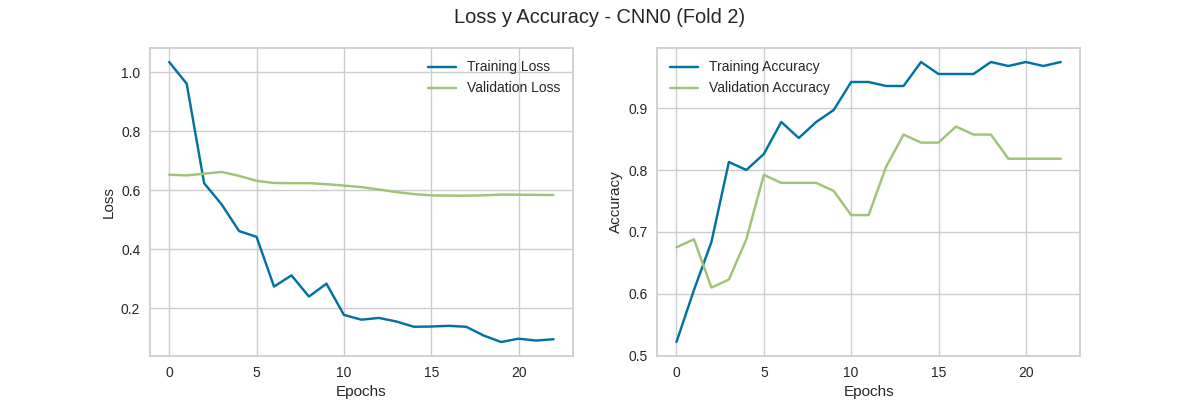 Loss y Accuracy - CNN0 (Fold 2)
Training Loss
Validation Loss
1.0
0.8
0.6
0.4
0.2
Loss
0 5 10 15 20
Epochs
Training Accuracy
Validation Accuracy
0.9
0.8
0.7
0.6
0.5
Accuracy
0 5 10 15 20
Epochs